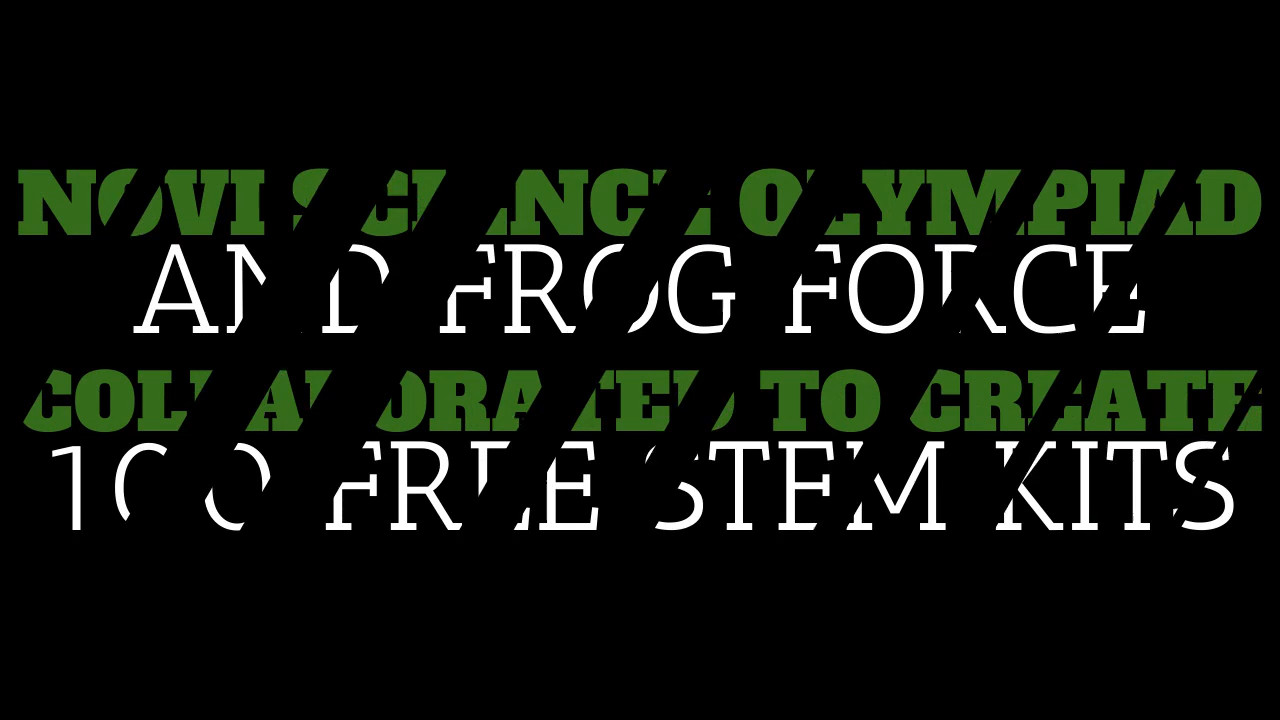 NOVI SCIENCE OLYMPIAD
AND FROG FORCE
COLLABORATED TO CREATE
100 FREE STEM KITS